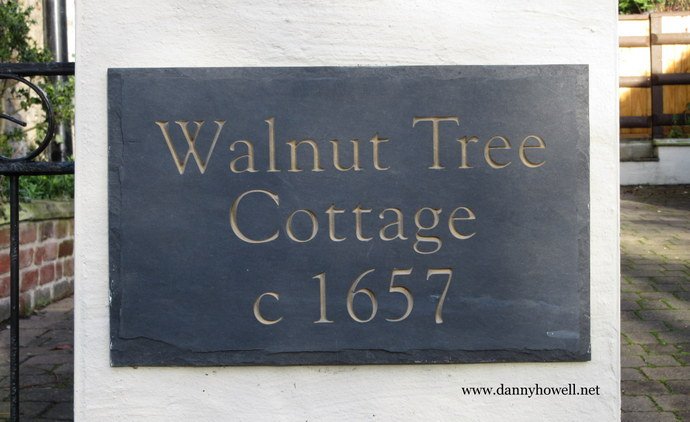 Walnut Tree
Cottage
c 1657
www.dannyhowell.net